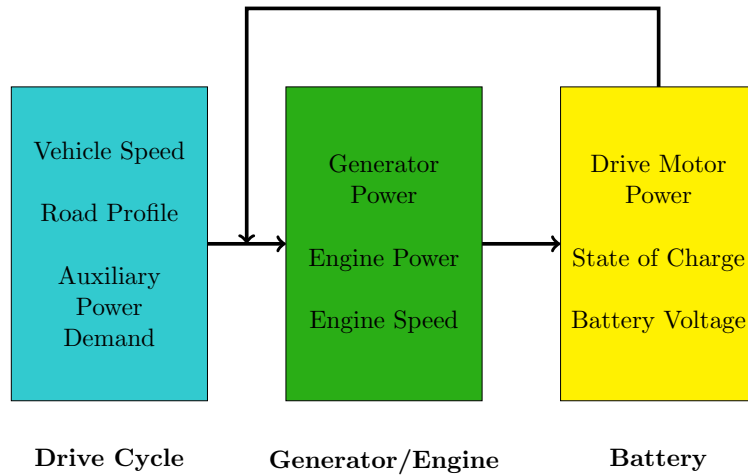 Vehicle Speed
Road Profile
Auxiliary
Power
Demand
Generator
Power
Engine Power
Engine Speed
Drive Motor
Power
State of Charge
Battery Voltage
Drive Cycle
Generator/Engine
Battery